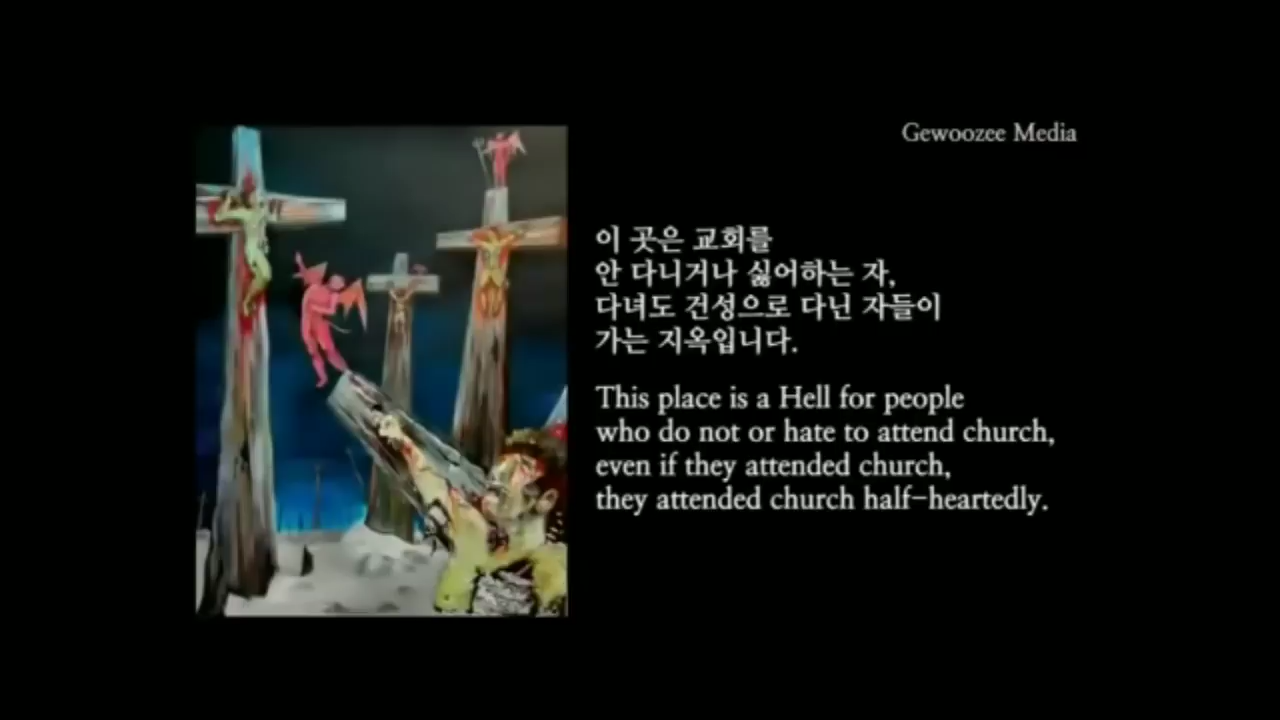 Gewoozee Media
이 곳은 교회를
안 다니거나 싫어하는 자,
다녀도 건성으로 다닌 자들이
가는 지옥입니다.
This place is a Hell for people
who do not or hate to attend church,
even if they attended church,
they attended church half-heartedly.